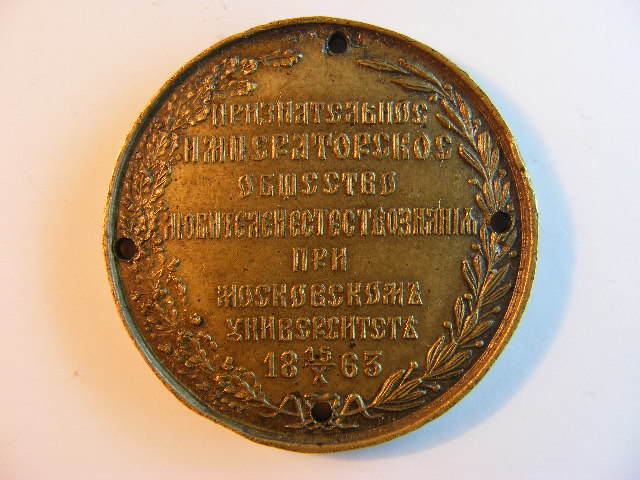 ПРИЗНАТЕЛЬНОЕ
ИМПЕРАТОРСКОЕ
ОБЩЕСТВО
ЛЮБИТЕЛЕЙ ЕСТЕСТВОЗНАНІЯ
ПРИ
МОСКОВСКОМЪ
УНИВЕРСИТЕТѢ
18 15/X 63